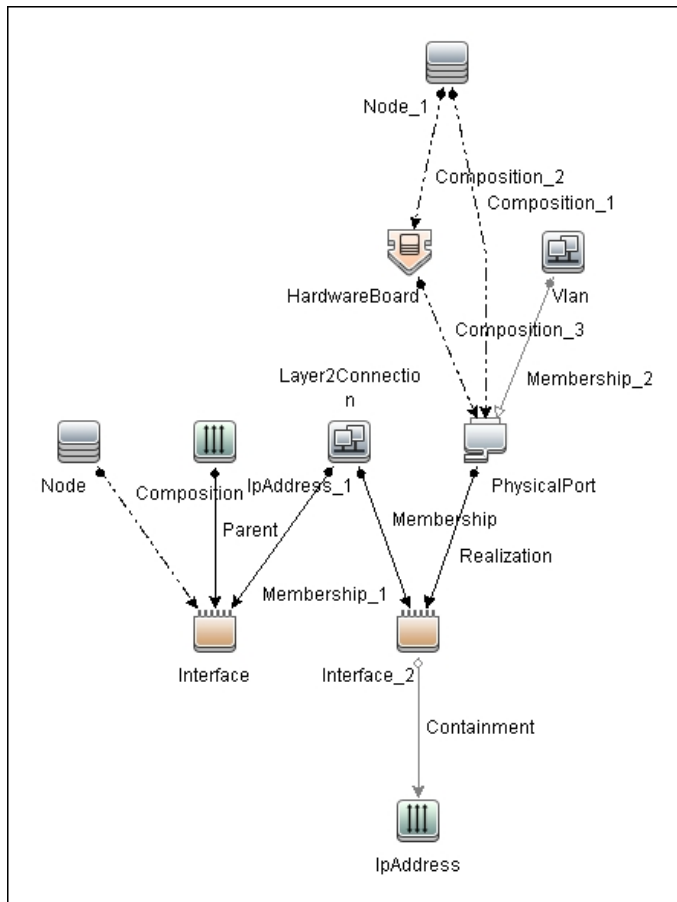 Node_1
Composition_2
Composition_1
HardwareBoard
Vlan
Composition_3
Layer2Connectio
n
Membership_2
Node
Composition
IpAddress_1
PhysicalPort
Parent
Membership
Realization
Membership_1
Interface
Interface_2
Containment
IpAddress